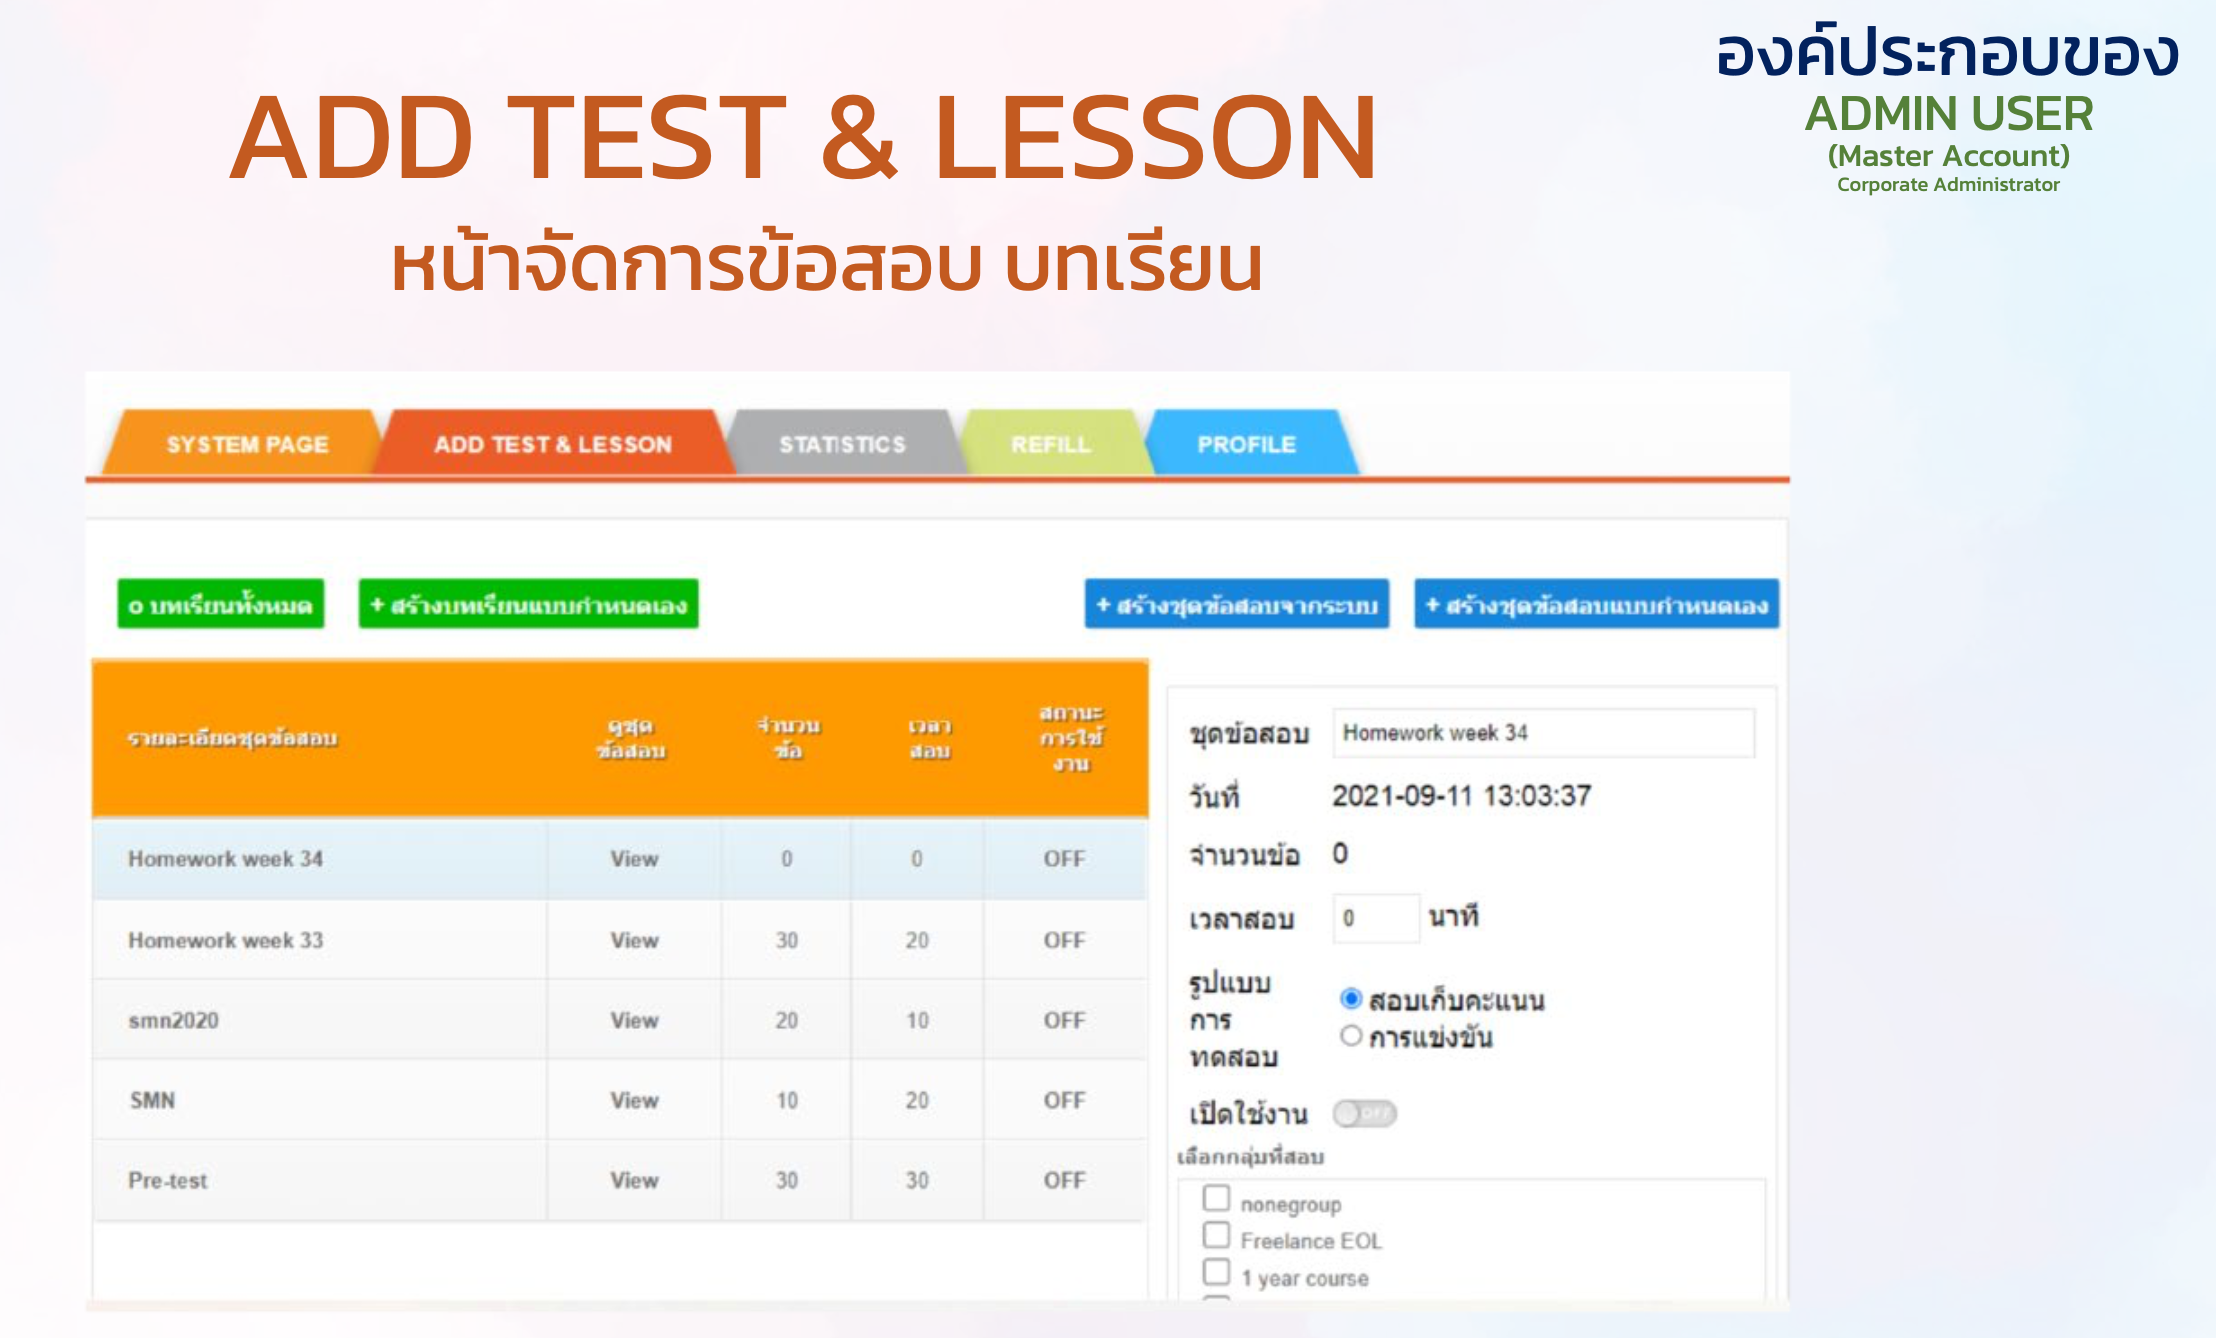 องค์ประกอบของ
ADMIN USER
(Master Account)
Corporate Administrator
ADD TEST & LESSON
หน้าจัดการข้อสอบ บทเรียน
SYSTEM PAGE ADD TEST & LESSON STATISTICS REFILL PROFILE
o บทเรียนทั้งหมด + สร้างบทเรียนแบบกำหนดเอง + สร้างชุดข้อสอบจากระบบ + สร้างชุดข้อสอบแบบกำหนดเอง
รายละเอียดชุดข้อสอบ ดูชุดข้อสอบ จำนวนข้อ เวลาสอบ สถานะการใช้งาน
Homework week 34 View 0 0 OFF
Homework week 33 View 30 20 OFF
smn2020 View 20 10 OFF
SMN View 10 20 OFF
Pre-test View 30 30 OFF
ชุดข้อสอบ Homework week 34
วันที่ 2021-09-11 13:03:37
จำนวนข้อ 0
เวลาสอบ 0 นาที
รูปแบบ
การ
ทดสอบ
สอบเก็บคะแนน
การแข่งขัน
เปิดใช้งาน OFF
เลือกกลุ่มที่สอบ
nonegroup
Freelance EOL
1 year course